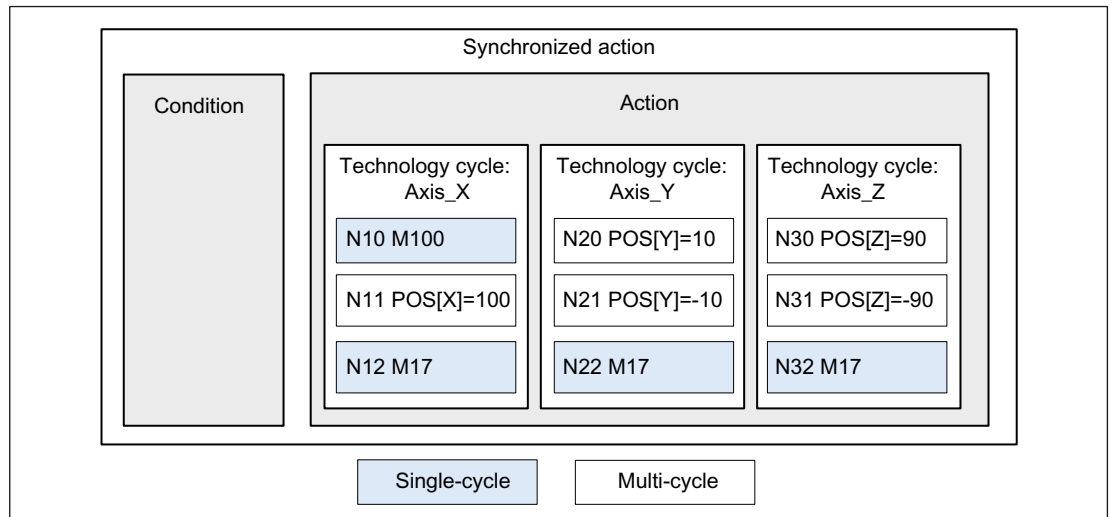 Synchronized action
Condition
Action
Technology cycle:
Axis_X
N10 M100
N11 POS[X]=100
N12 M17
Technology cycle:
Axis_Y
N20 POS[Y]=10
N21 POS[Y]=-10
N22 M17
Technology cycle:
Axis_Z
N30 POS[Z]=90
N31 POS[Z]=-90
N32 M17
Single-cycle
Multi-cycle